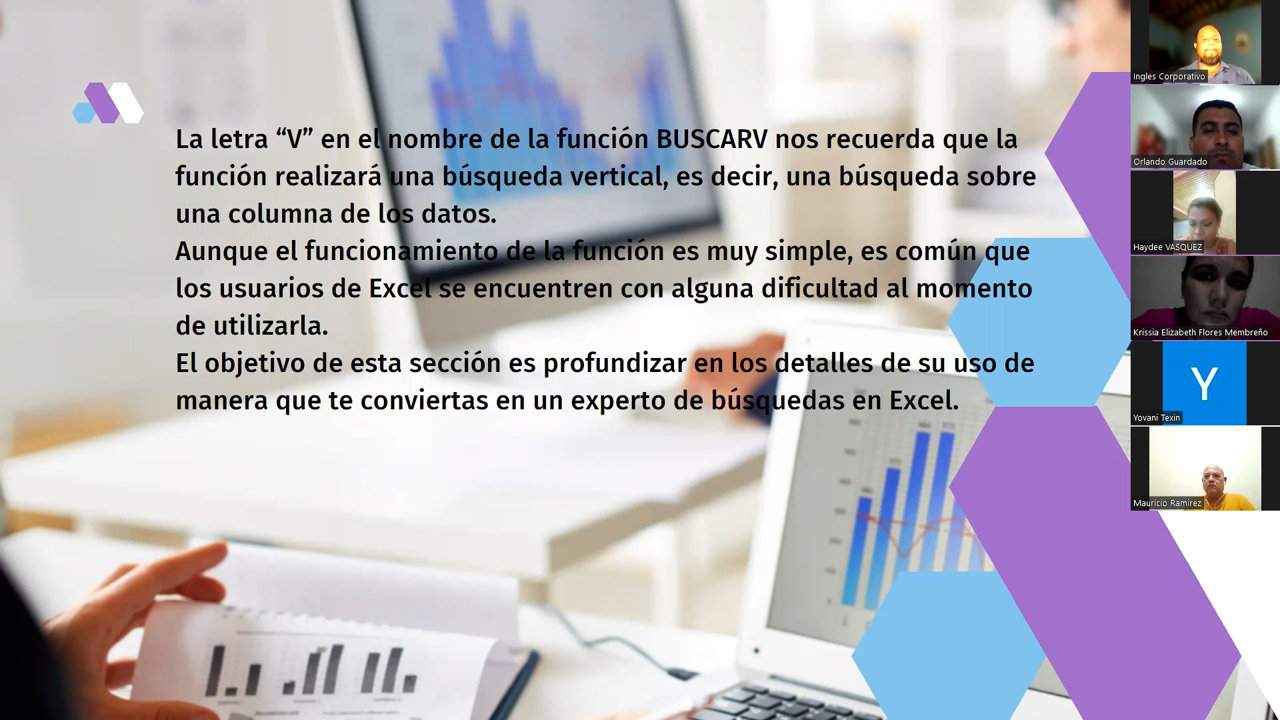 La letra “V” en el nombre de la función BUSCARV nos recuerda que la
función realizará una búsqueda vertical, es decir, una búsqueda sobre
una columna de los datos.
Aunque el funcionamiento de la función es muy simple, es común que
los usuarios de Excel se encuentren con alguna dificultad al momento
de utilizarla.
El objetivo de esta sección es profundizar en los detalles de su uso de
manera que te conviertas en un experto de búsquedas en Excel.
Ingles Corporativo
Orlando Guardado
Haydee VASQUEZ
Krissia Elizabeth Flores Membreño
Y
Yovani Texin
Mauricio Ramirez